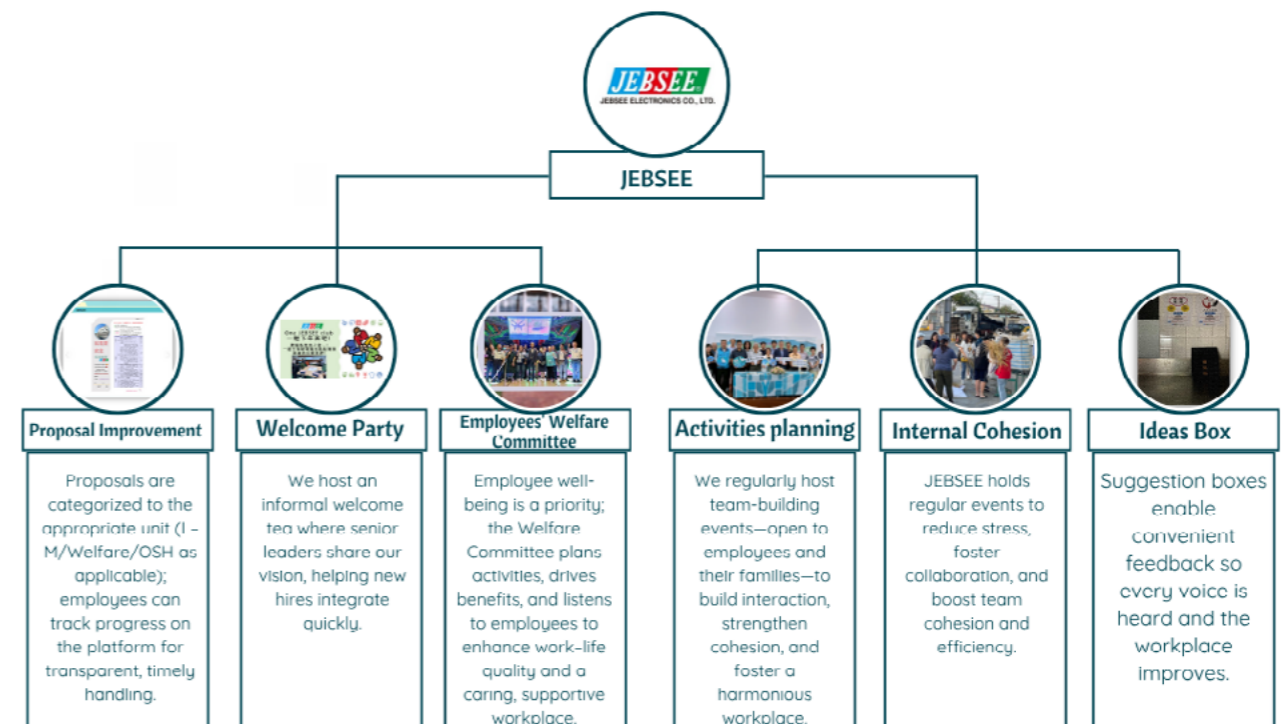 JEBSEE
JEBSEE ELECTRONICS CO., LTD.
JEBSEE
Proposal Improvement
Proposals are
categorized to the
appropriate unit (L –
M/Welfare/OSH as
applicable);
employees can
track progress on
the platform for
transparent, timely
handling.
JEBSEE
One JEBSEE club
Welcome Party
We host an
informal welcome
tea where senior
leaders share our
vision, helping new
hires integrate
quickly.
Employees' Welfare
Committee
Employee well-
being is a priority;
the Welfare
Committee plans
activities, drives
benefits, and listens
to employees to
enhance work–life
quality and a
caring, supportive
workplace.
Activities planning
We regularly host
team-building
events—open to
employees and
their families—to
build interaction,
strengthen
cohesion, and
foster a
harmonious
workplace.
Internal Cohesion
JEBSEE holds
regular events to
reduce stress,
foster
collaboration, and
boost team
cohesion and
efficiency.
Ideas Box
Suggestion boxes
enable
convenient
feedback so
every voice is
heard and the
workplace
improves.